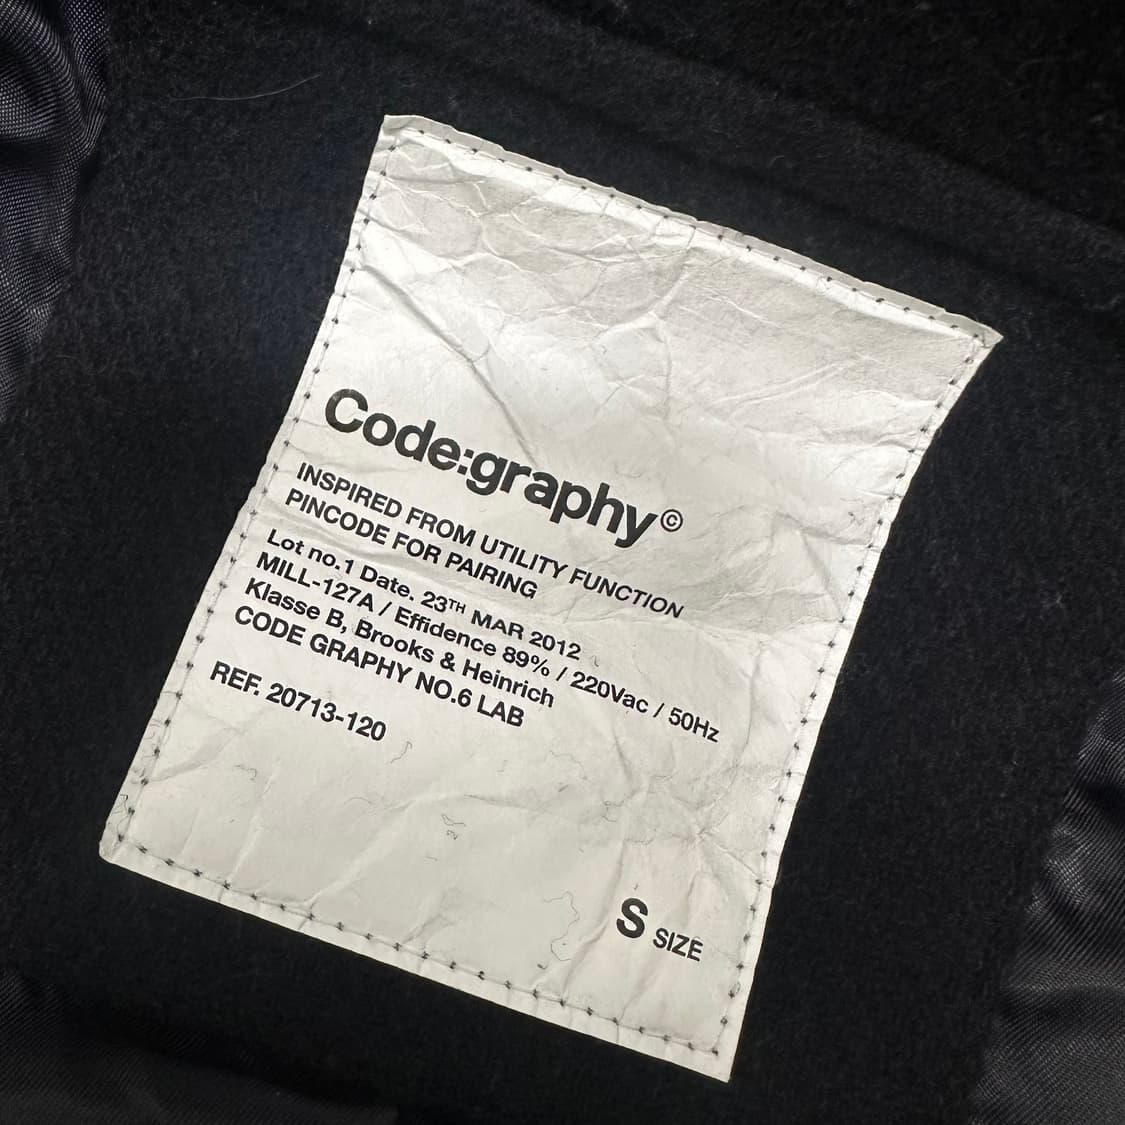 Code:graphy©
INSPIRED FROM UTILITY FUNCTION
PINCODE FOR PAIRING
Lot no.1 Date. 23TH MAR 2012
MILL-127A / Effidence 89% / 220Vac / 50Hz
Klasse B, Brooks & Heinrich
CODE GRAPHY NO.6 LAB
REF. 20713-120
S SIZE